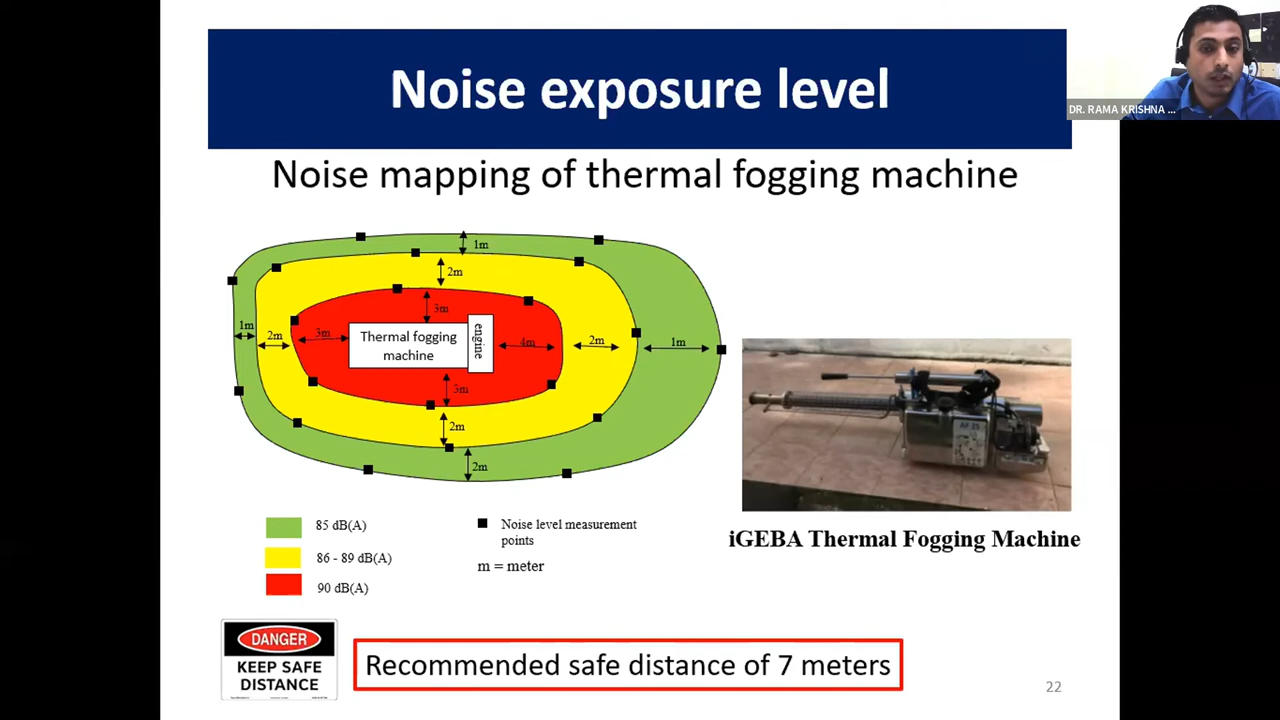 Noise exposure level
DR. RAMA KRISHNA ...
Noise mapping of thermal fogging machine
1m
2m
3m
1m
2m
3m
Thermal fogging
machine
engine
4m
2m
1m
3m
2m
2m
AF 35
iGEBA Thermal Fogging Machine
85 dB(A)
86 - 89 dB(A)
90 dB(A)
Noise level measurement
points
m = meter
DANGER
KEEP SAFE
DISTANCE
Recommended safe distance of 7 meters
22